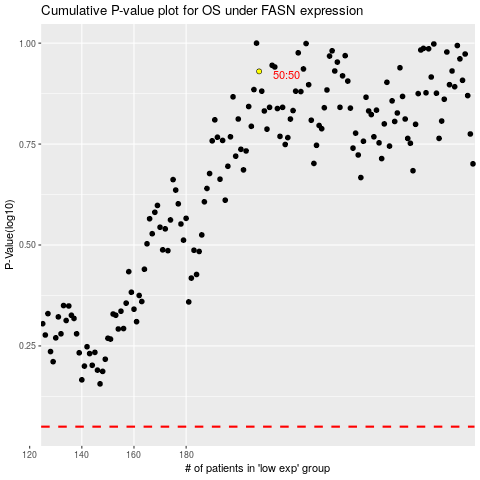 Cumulative P-value plot for OS under FASN expression
1.00
50:50
0.75
P-Value(log10)
0.50
0.25
120 140 160 180
# of patients in 'low exp' group